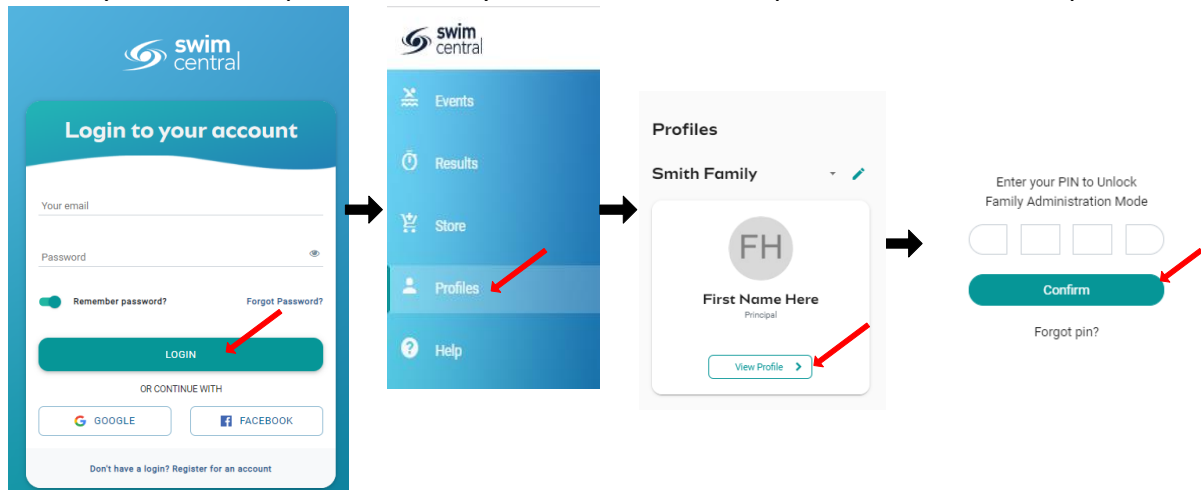 swim
central
Login to your account
Your email
Password
Remember password?
Forgot Password?
LOGIN
OR CONTINUE WITH
GOOGLE
FACEBOOK
Don't have a login? Register for an account
swim
central
Events
Results
Store
Profiles
Help
Profiles
Smith Family
FH
First Name Here
Principal
View Profile
Enter your PIN to Unlock
Family Administration Mode
Confirm
Forgot pin?